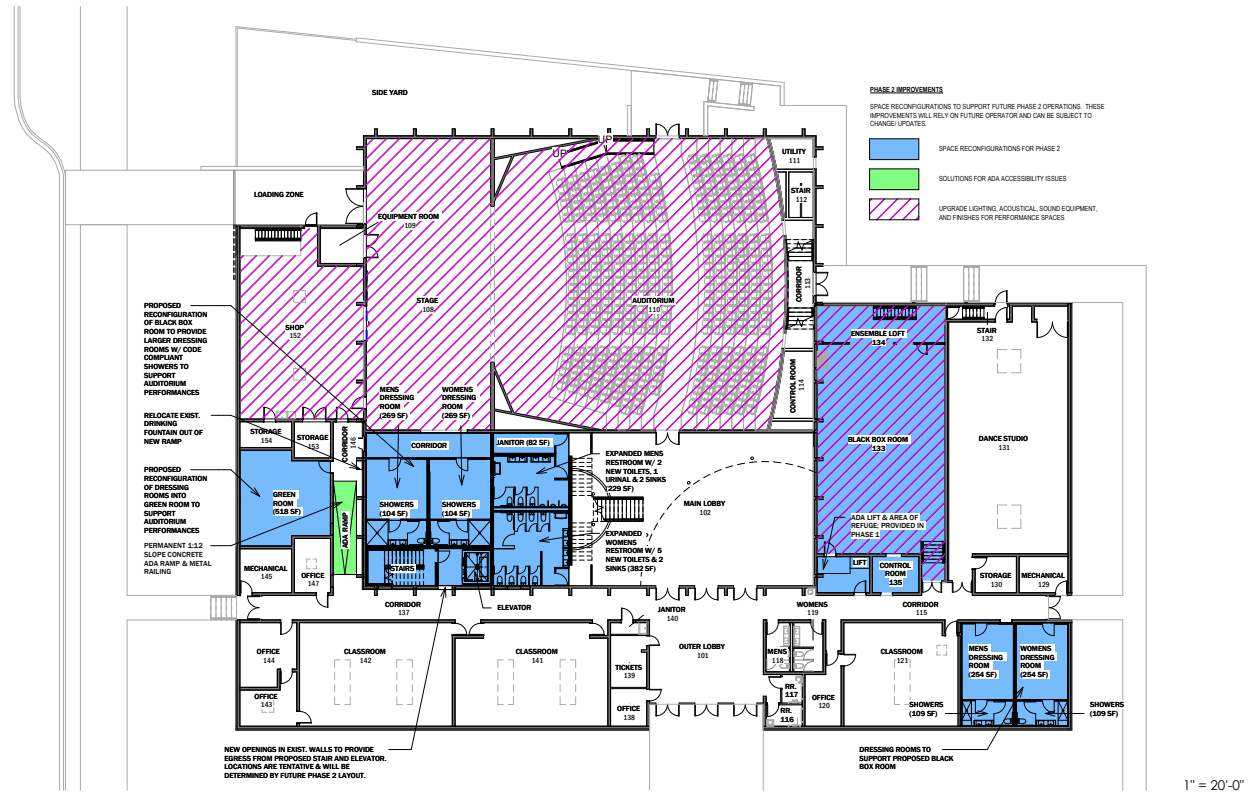 SIDE YARD
PHASE 2 IMPROVEMENTS
SPACE RECONFIGURATIONS TO SUPPORT FUTURE PHASE 2 OPERATIONS. THESE
IMPROVEMENTS WILL RELY ON FUTURE OPERATOR AND CAN BE SUBJECT TO
CHANGE/ UPDATES.
SPACE RECONFIGURATIONS FOR PHASE 2
SOLUTIONS FOR ADA ACCESSIBILITY ISSUES
UPGRADE LIGHTING, ACOUSTICAL, SOUND EQUIPMENT,
AND FINISHES FOR PERFORMANCE SPACES
UP
UP
UTILITY
111
STAIR
112
LOADING ZONE
EQUIPMENT ROOM
109
CORRIDOR
113
STAGE
108
AUDITORIUM
110
SHOP
152
CONTROL ROOM
114
ENSEMBLE LOFT
134
STAIR
132
PROPOSED
RECONFIGURATION
OF BLACK BOX
ROOM TO PROVIDE
LARGER DRESSING
ROOMS W/ CODE
COMPLIANT
SHOWERS TO
SUPPORT
AUDITORIUM
PERFORMANCES
MENS
DRESSING
ROOM
(269 SF)
WOMENS
DRESSING
ROOM
(269 SF)
RELOCATE EXIST.
DRINKING
FOUNTAIN OUT OF
NEW RAMP
STORAGE
154
STORAGE
153
CORRIDOR
146
CORRIDOR
JANITOR (82 SF)
BLACK BOX ROOM
133
DANCE STUDIO
131
PROPOSED
RECONFIGURATION
OF DRESSING
ROOMS INTO
GREEN ROOM TO
SUPPORT
AUDITORIUM
PERFORMANCES
GREEN
ROOM
(518 SF)
EXPANDED MENS
RESTROOM W/ 2
NEW TOILETS, 1
URINAL & 2 SINKS
(229 SF)
SHOWERS
(104 SF)
SHOWERS
(104 SF)
MAIN LOBBY
102
ADA RAMP
ADA LIFT & AREA OF
REFUGE; PROVIDED IN
PHASE 1
PERMANENT 1:12
SLOPE CONCRETE
ADA RAMP & METAL
RAILING
EXPANDED
WOMENS
RESTROOM W/ 5
NEW TOILETS & 2
SINKS (382 SF)
MECHANICAL
145
OFFICE
147
STAIRS
LIFT
CONTROL
ROOM
135
STORAGE
130
MECHANICAL
129
CORRIDOR
137
ELEVATOR
JANITOR
140
WOMENS
119
CORRIDOR
115
OFFICE
144
CLASSROOM
142
CLASSROOM
141
OUTER LOBBY
101
MENS
118
CLASSROOM
121
MENS
DRESSING
ROOM
(254 SF)
WOMENS
DRESSING
ROOM
(254 SF)
TICKETS
139
OFFICE
143
RR.
117
OFFICE
120
OFFICE
138
RR.
116
SHOWERS
(109 SF)
SHOWERS
(109 SF)
NEW OPENINGS IN EXIST. WALLS TO PROVIDE
EGRESS FROM PROPOSED STAIR AND ELEVATOR.
LOCATIONS ARE TENTATIVE & WILL BE
DETERMINED BY FUTURE PHASE 2 LAYOUT.
DRESSING ROOMS TO
SUPPORT PROPOSED BLACK
BOX ROOM
1" = 20'-0"